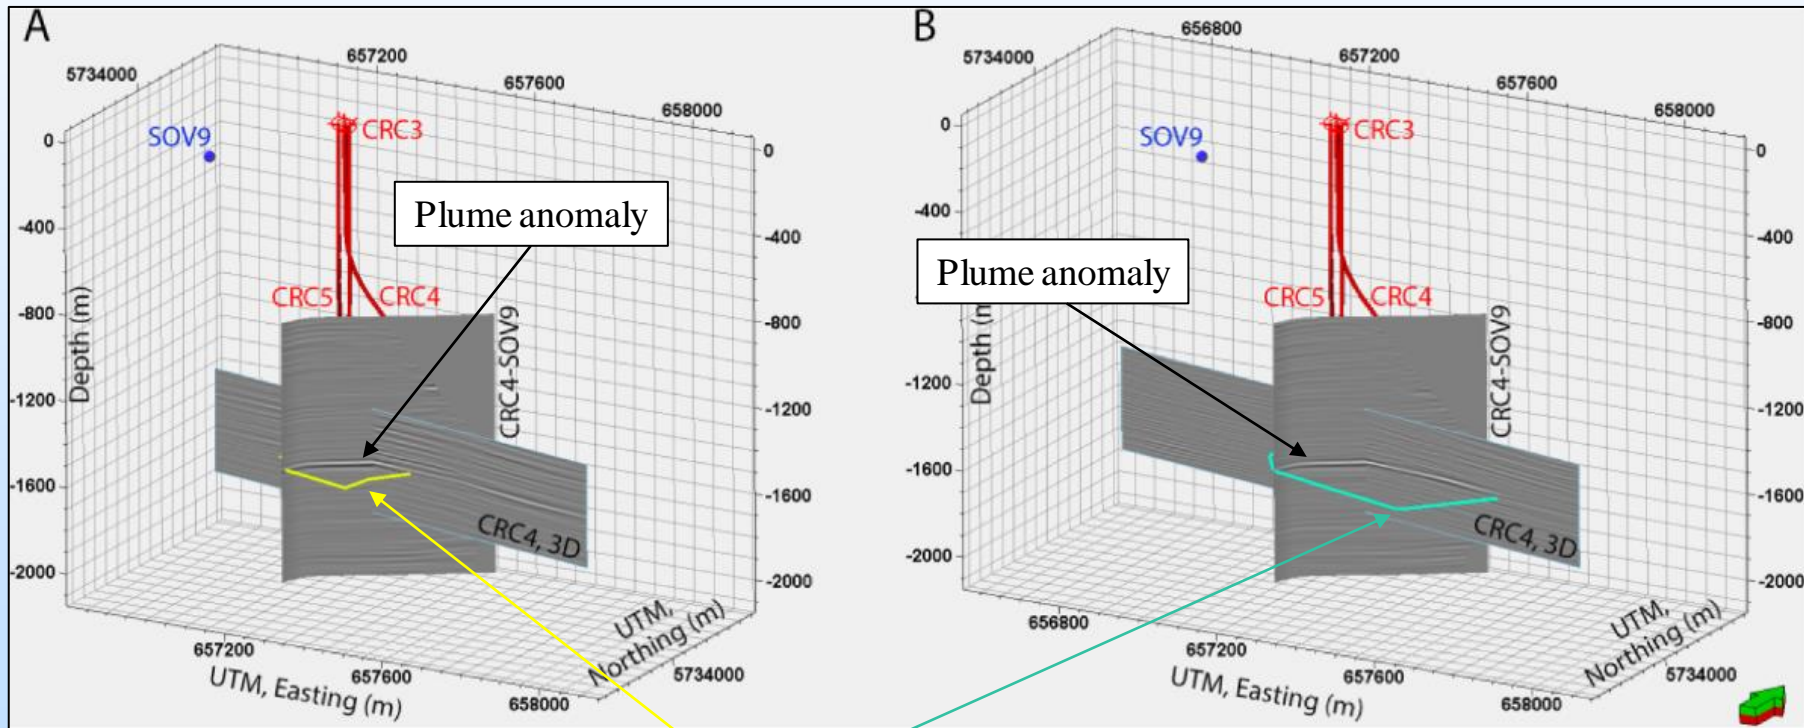 A
5734000
657200
657600
658000
0
-400
-800
-1200
-1600
-2000
Depth (m)
SOV9
CRC3
Plume anomaly
CRC5
CRC4
CRC4-SOV9
CRC4, 3D
0
-400
-800
-1200
-1600
-2000
657200
657600
658000
UTM, Easting (m)
UTM,
Northing (m)
5734000
B
656800
5734000
657200
657600
658000
0
-400
-1200
-1600
-2000
Depth (m
SOV9
CRC3
Plume anomaly
CRC5
CRC4
CRC4-SOV9
CRC4, 3D
0
-400
-800
-1200
-1600
-2000
656800
657200
657600
658000
UTM, Easting (m)
UTM,
Northing (m)
5734000